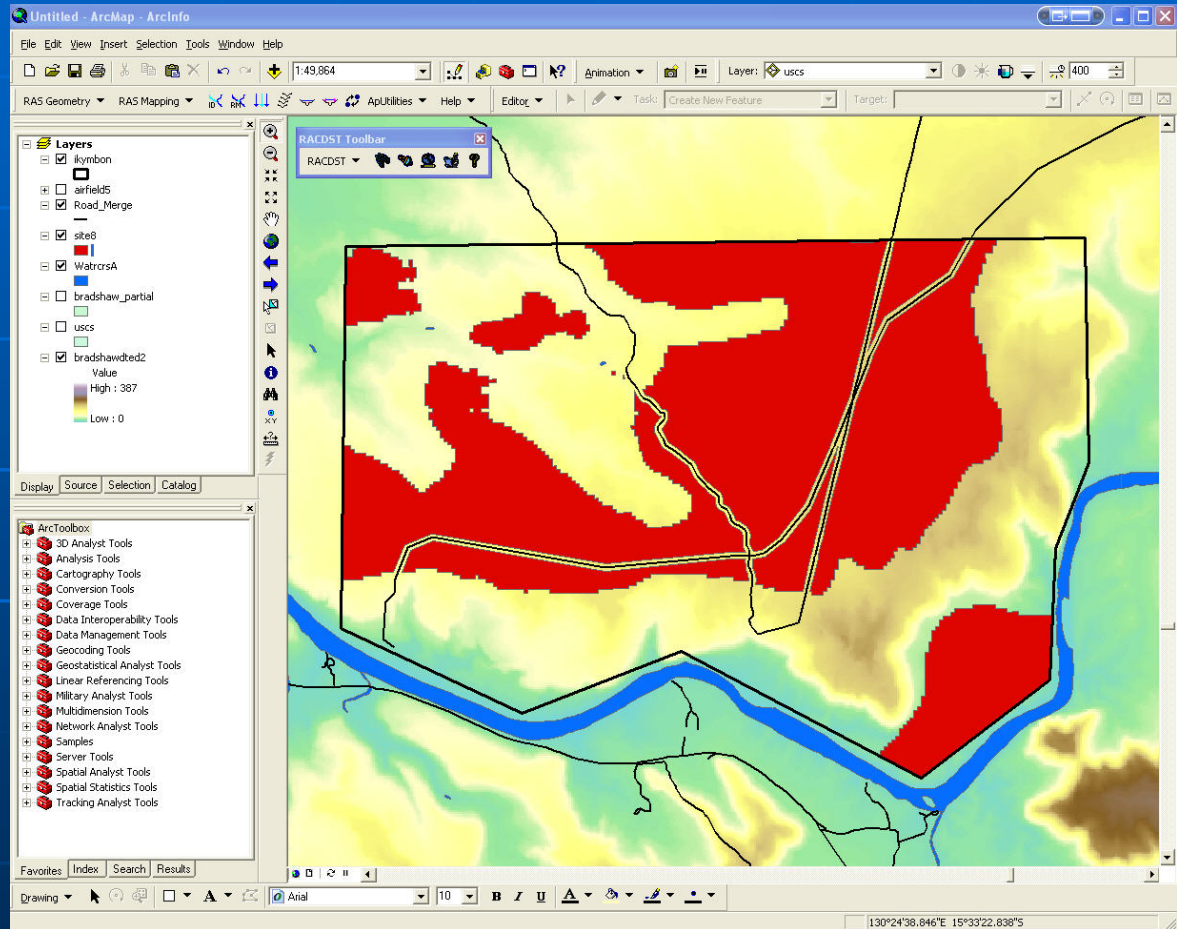 Untitled - ArcMap - ArcInfo
File Edit View Insert Selection Tools Window Help
1:49,864
Animation
Layer: uscs
400
RAS Geometry RAS Mapping ApUtilities Help Editor Task: Create New Feature Target:
RACDST Toolbar
RACDST
Layers
ikymbon
airfield5
Road_Merge
site8
WatrcrsA
bradshaw_partial
uscs
bradshawdted2
Value
High : 387
Low : 0
Display Source Selection Catalog
ArcToolbox
3D Analyst Tools
Analysis Tools
Cartography Tools
Conversion Tools
Coverage Tools
Data Interoperability Tools
Data Management Tools
Geocoding Tools
Geostatistical Analyst Tools
Linear Referencing Tools
Military Analyst Tools
Multidimension Tools
Network Analyst Tools
Samples
Server Tools
Spatial Analyst Tools
Spatial Statistics Tools
Tracking Analyst Tools
Favorites Index Search Results
Drawing A Arial 10 B I U A
130°24'38.846"E 15°33'22.838"S